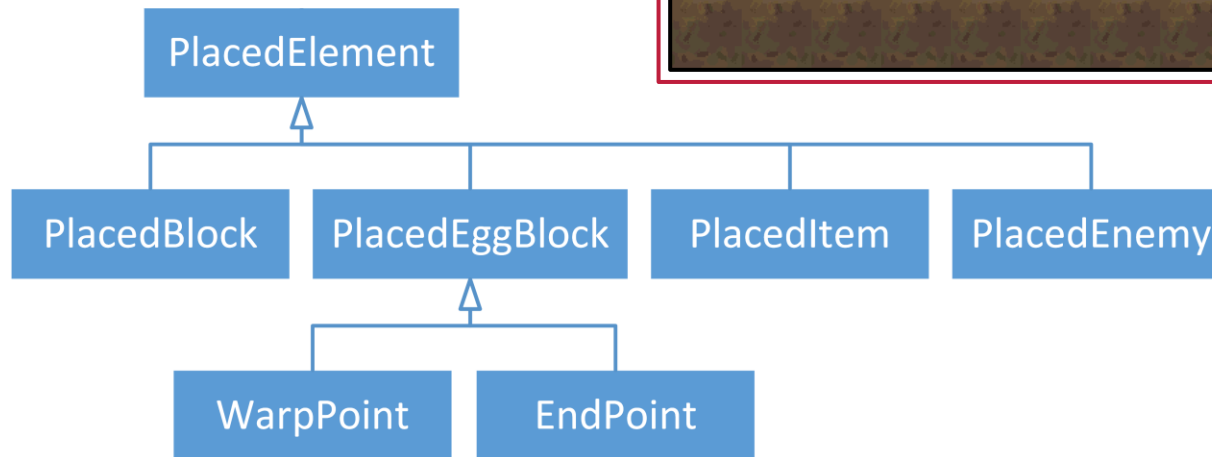 PlacedElement
PlacedBlock
PlacedEggBlock
PlacedItem
PlacedEnemy
WarpPoint
EndPoint